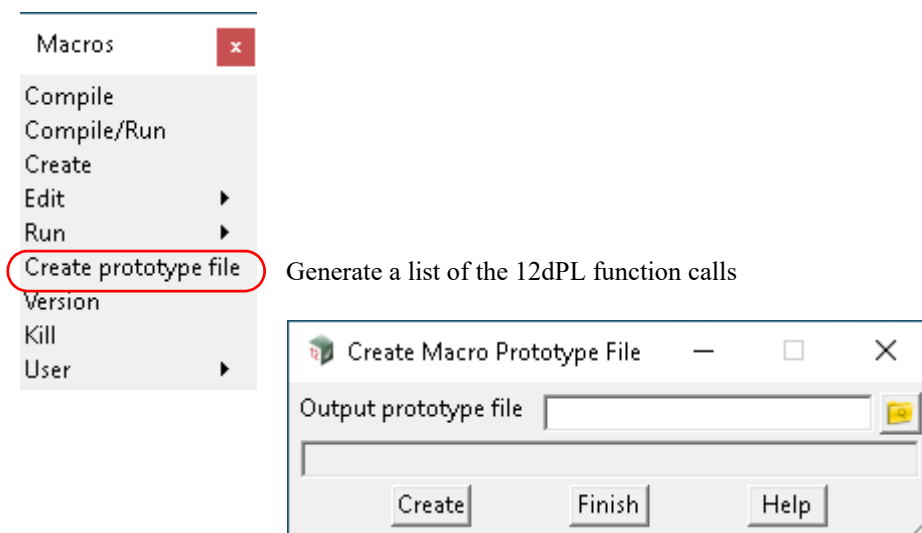 Macros
Compile
Compile/Run
Create
Edit
Run
Create prototype file
Generate a list of the 12dPL function calls
Version
Kill
User
Create Macro Prototype File
Output prototype file
Create Finish Help